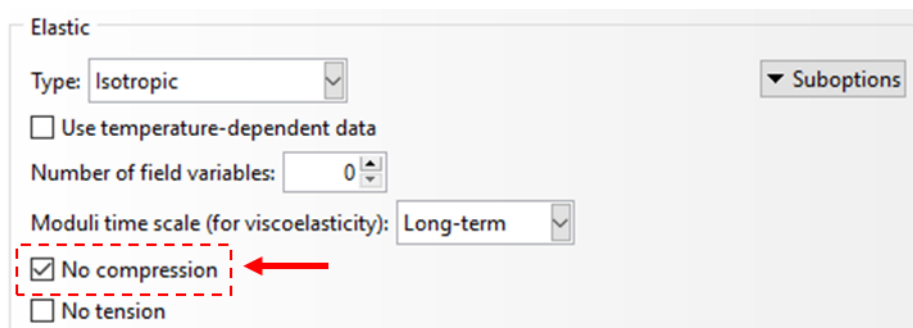 Elastic
Type: Isotropic
Suboptions
Use temperature-dependent data
Number of field variables: 0
Moduli time scale (for viscoelasticity): Long-term
No compression
No tension